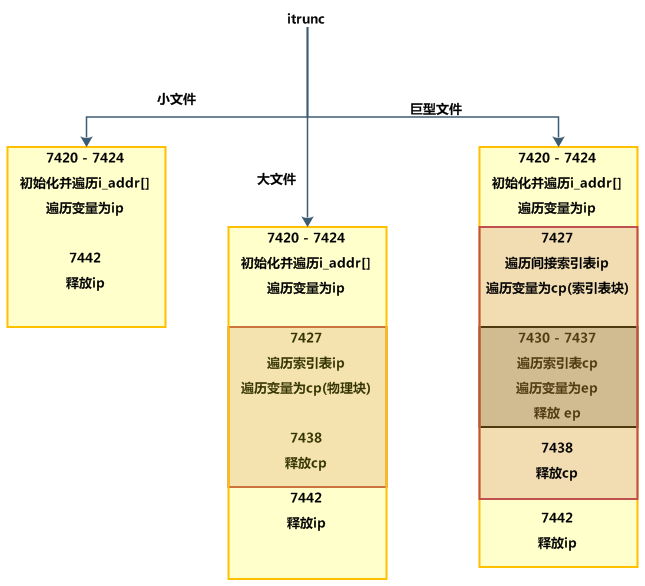 itrunc
小文件
巨型文件
大文件
7420 - 7424
初始化并遍历i_addr[]
遍历变量为ip
7442
释放ip
7420 - 7424
初始化并遍历i_addr[]
遍历变量为ip
7427
遍历索引表ip
遍历变量为cp(物理块)
7438
释放cp
7442
释放ip
7420 - 7424
初始化并遍历i_addr[]
遍历变量为ip
7427
遍历间接索引表ip
遍历变量为cp(索引表块)
7430 - 7437
遍历索引表cp
遍历变量为ep
释放 ep
7438
释放cp
7442
释放ip